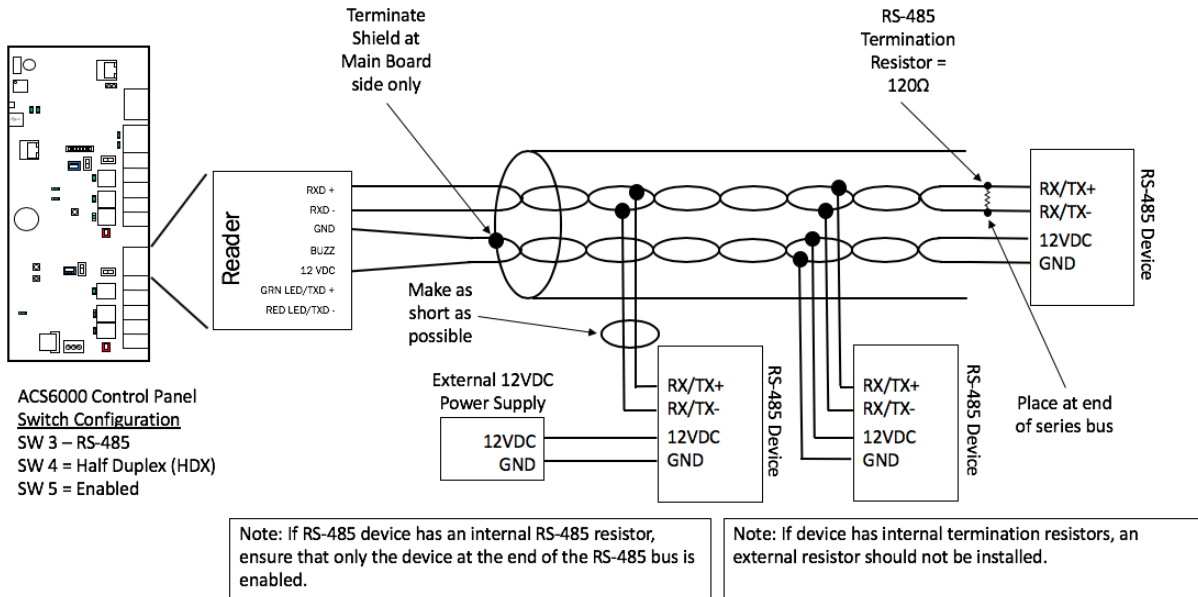 Terminate
Shield at
Main Board
side only
RS-485
Termination
Resistor =
120Ω
Reader
RXD +
RXD -
GND
BUZZ
12 VDC
GRN LED/TXD +
RED LED/TXD -
RX/TX+
RX/TX-
12VDC
GND
RS-485 Device
Make as
short as
possible
External 12VDC
Power Supply
12VDC
GND
RX/TX+
RX/TX-
12VDC
GND
RS-485 Device
RX/TX+
RX/TX-
12VDC
GND
RS-485 Device
Place at end
of series bus
ACS6000 Control Panel
Switch Configuration
SW 3 – RS-485
SW 4 = Half Duplex (HDX)
SW 5 = Enabled
Note: If RS-485 device has an internal RS-485 resistor,
ensure that only the device at the end of the RS-485 bus is
enabled.
Note: If device has internal termination resistors, an
external resistor should not be installed.